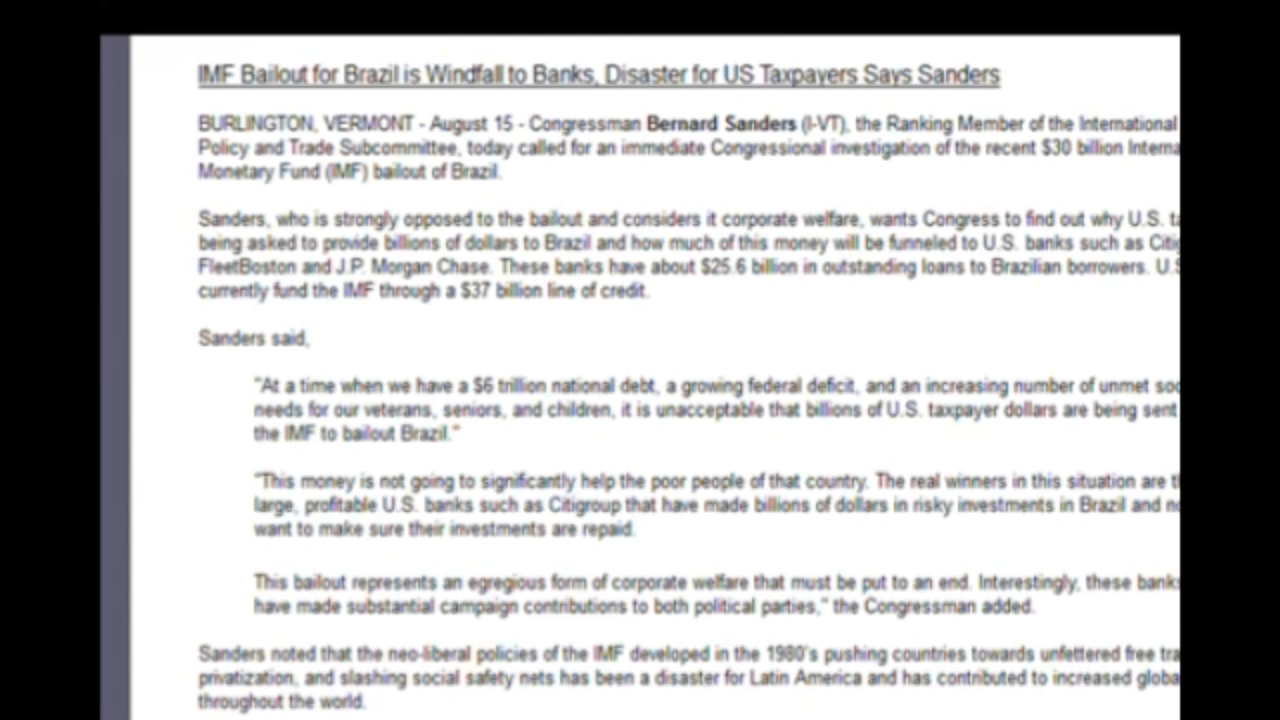 IMF Bailout for Brazil is Windfall to Banks, Disaster for US Taxpayers Says Sanders
BURLINGTON, VERMONT - August 15 - Congressman Bernard Sanders (I-VT), the Ranking Member of the International
Policy and Trade Subcommittee, today called for an immediate Congressional investigation of the recent $30 billion
Monetary Fund (IMF) bailout of Brazil.
Sanders, who is strongly opposed to the bailout and considers it corporate welfare, wants Congress to find out why U.S.
being asked to provide billions of dollars to Brazil and how much of this money will be funneled to U.S. banks such as
FleetBoston and J.P. Morgan Chase. These banks have about $25.6 billion in outstanding loans to Brazilian borrowers.
currently fund the IMF through a $37 billion line of credit.
Sanders said,
"At a time when we have a $6 trillion national debt, a growing federal deficit, and an increasing number of unmet
needs for our veterans, seniors, and children, it is unacceptable that billions of U.S. taxpayer dollars are being sent
the IMF to bailout Brazil."
"This money is not going to significantly help the poor people of that country. The real winners in this situation are
large, profitable U.S. banks such as Citigroup that have made billions of dollars in risky investments in Brazil and
want to make sure their investments are repaid.
This bailout represents an egregious form of corporate welfare that must be put to an end. Interestingly, these
have made substantial campaign contributions to both political parties," the Congressman added.
Sanders noted that the neo-liberal policies of the IMF developed in the 1980's pushing countries towards unfettered free
privatization, and slashing social safety nets has been a disaster for Latin America and has contributed to increased
throughout the world.